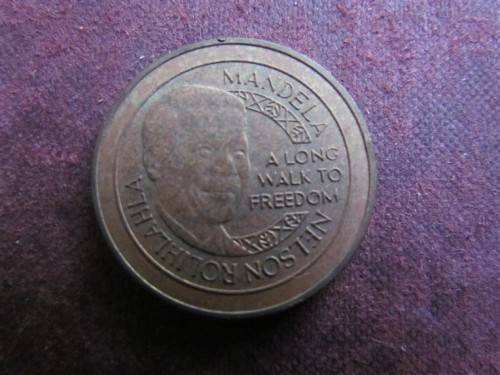 NELSON ROLIHLAHLA
MANDELA
A LONG
WALK TO
FREEDOM